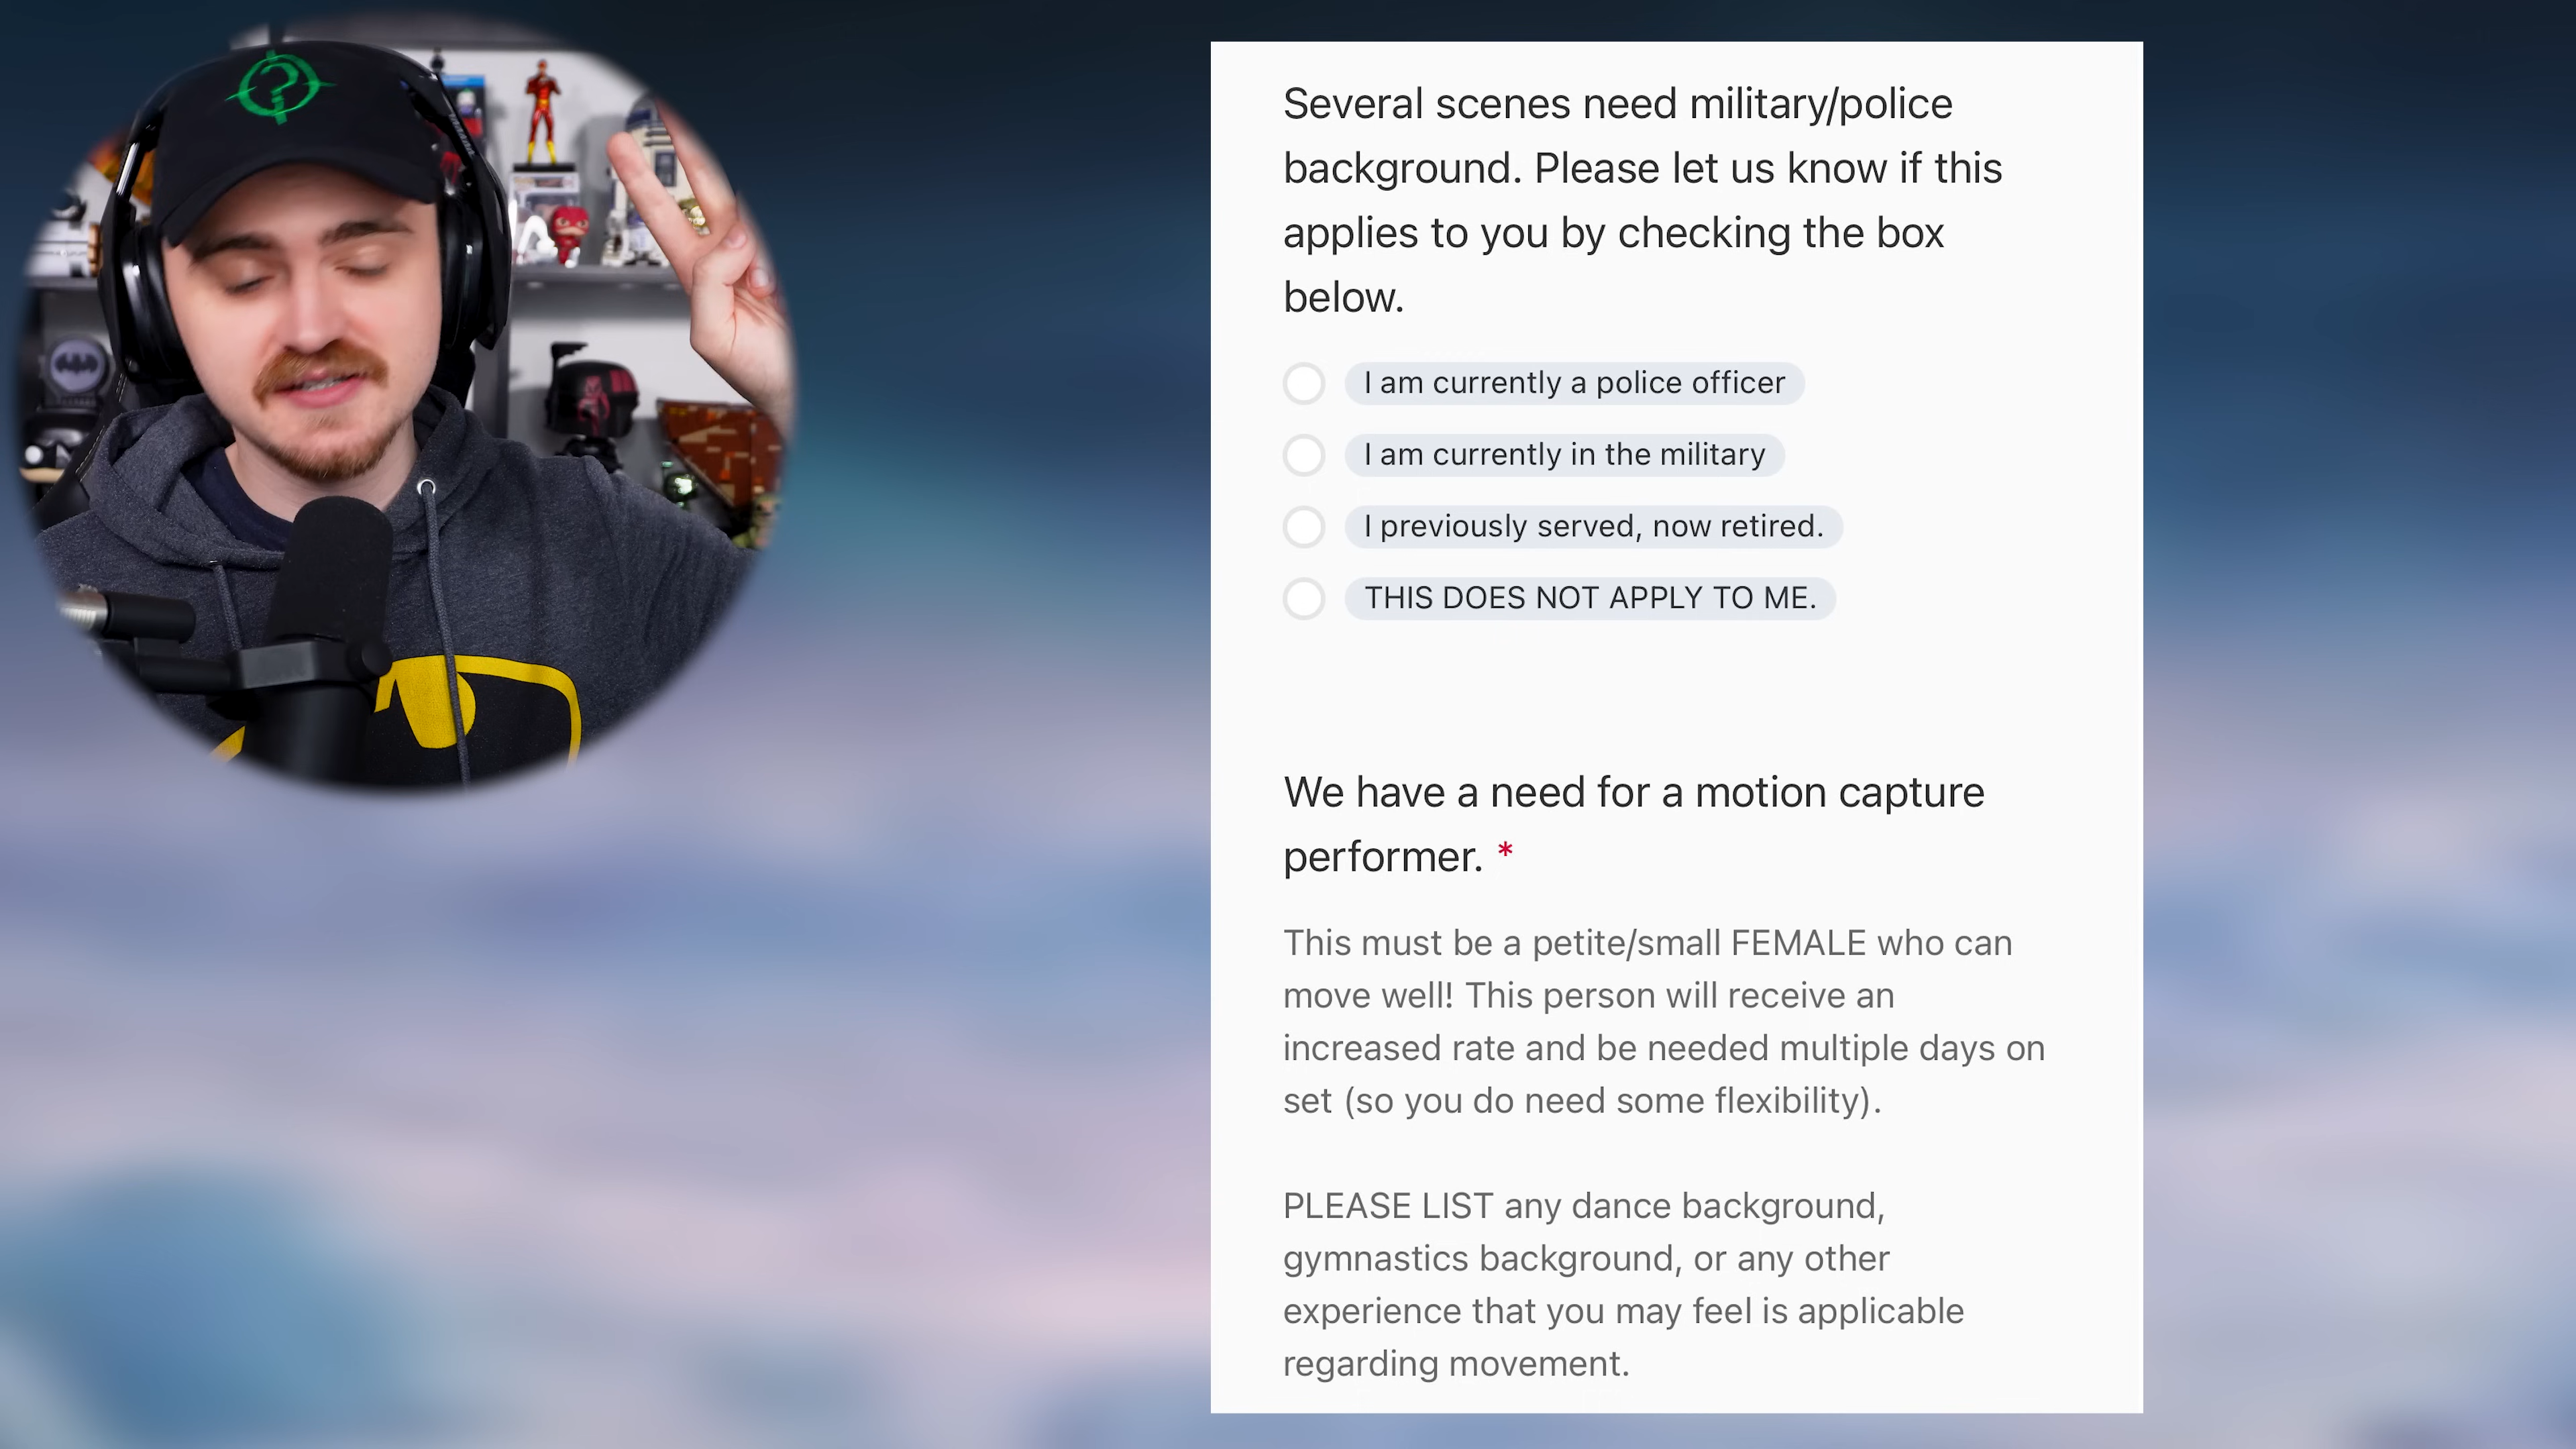 Several scenes need military/police
background. Please let us know if this
applies to you by checking the box
below.
I am currently a police officer
I am currently in the military
I previously served, now retired.
THIS DOES NOT APPLY TO ME.
We have a need for a motion capture
performer. *
This must be a petite/small FEMALE who can
move well! This person will receive an
increased rate and be needed multiple days on
set (so you do need some flexibility).
PLEASE LIST any dance background,
gymnastics background, or any other
experience that you may feel is applicable
regarding movement.